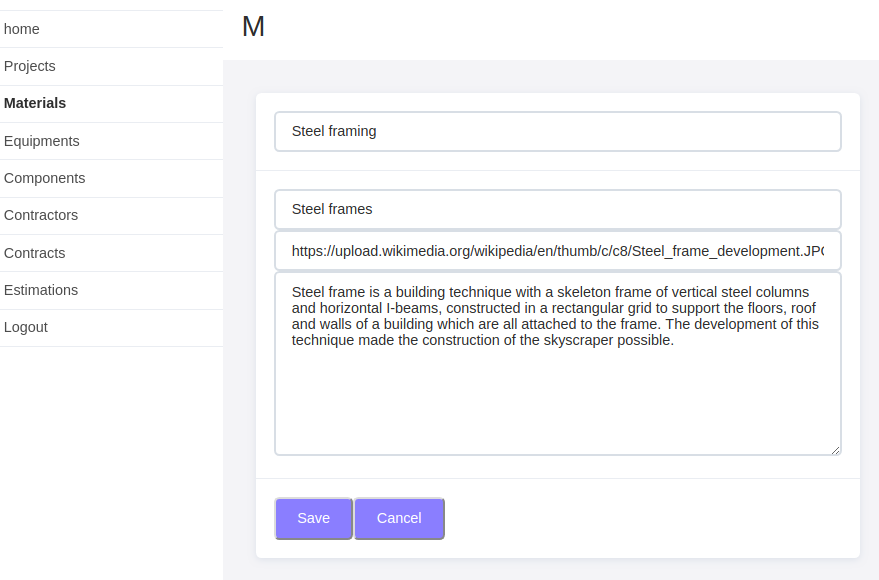 home
Projects
Materials
Equipments
Components
Contractors
Contracts
Estimations
Logout
M
Steel framing
Steel frames
https://upload.wikimedia.org/wikipedia/en/thumb/c/c8/Steel_frame_development.JP
Steel frame is a building technique with a skeleton frame of vertical steel columns
and horizontal I-beams, constructed in a rectangular grid to support the floors, roof
and walls of a building which are all attached to the frame. The development of this
technique made the construction of the skyscraper possible.
Save
Cancel